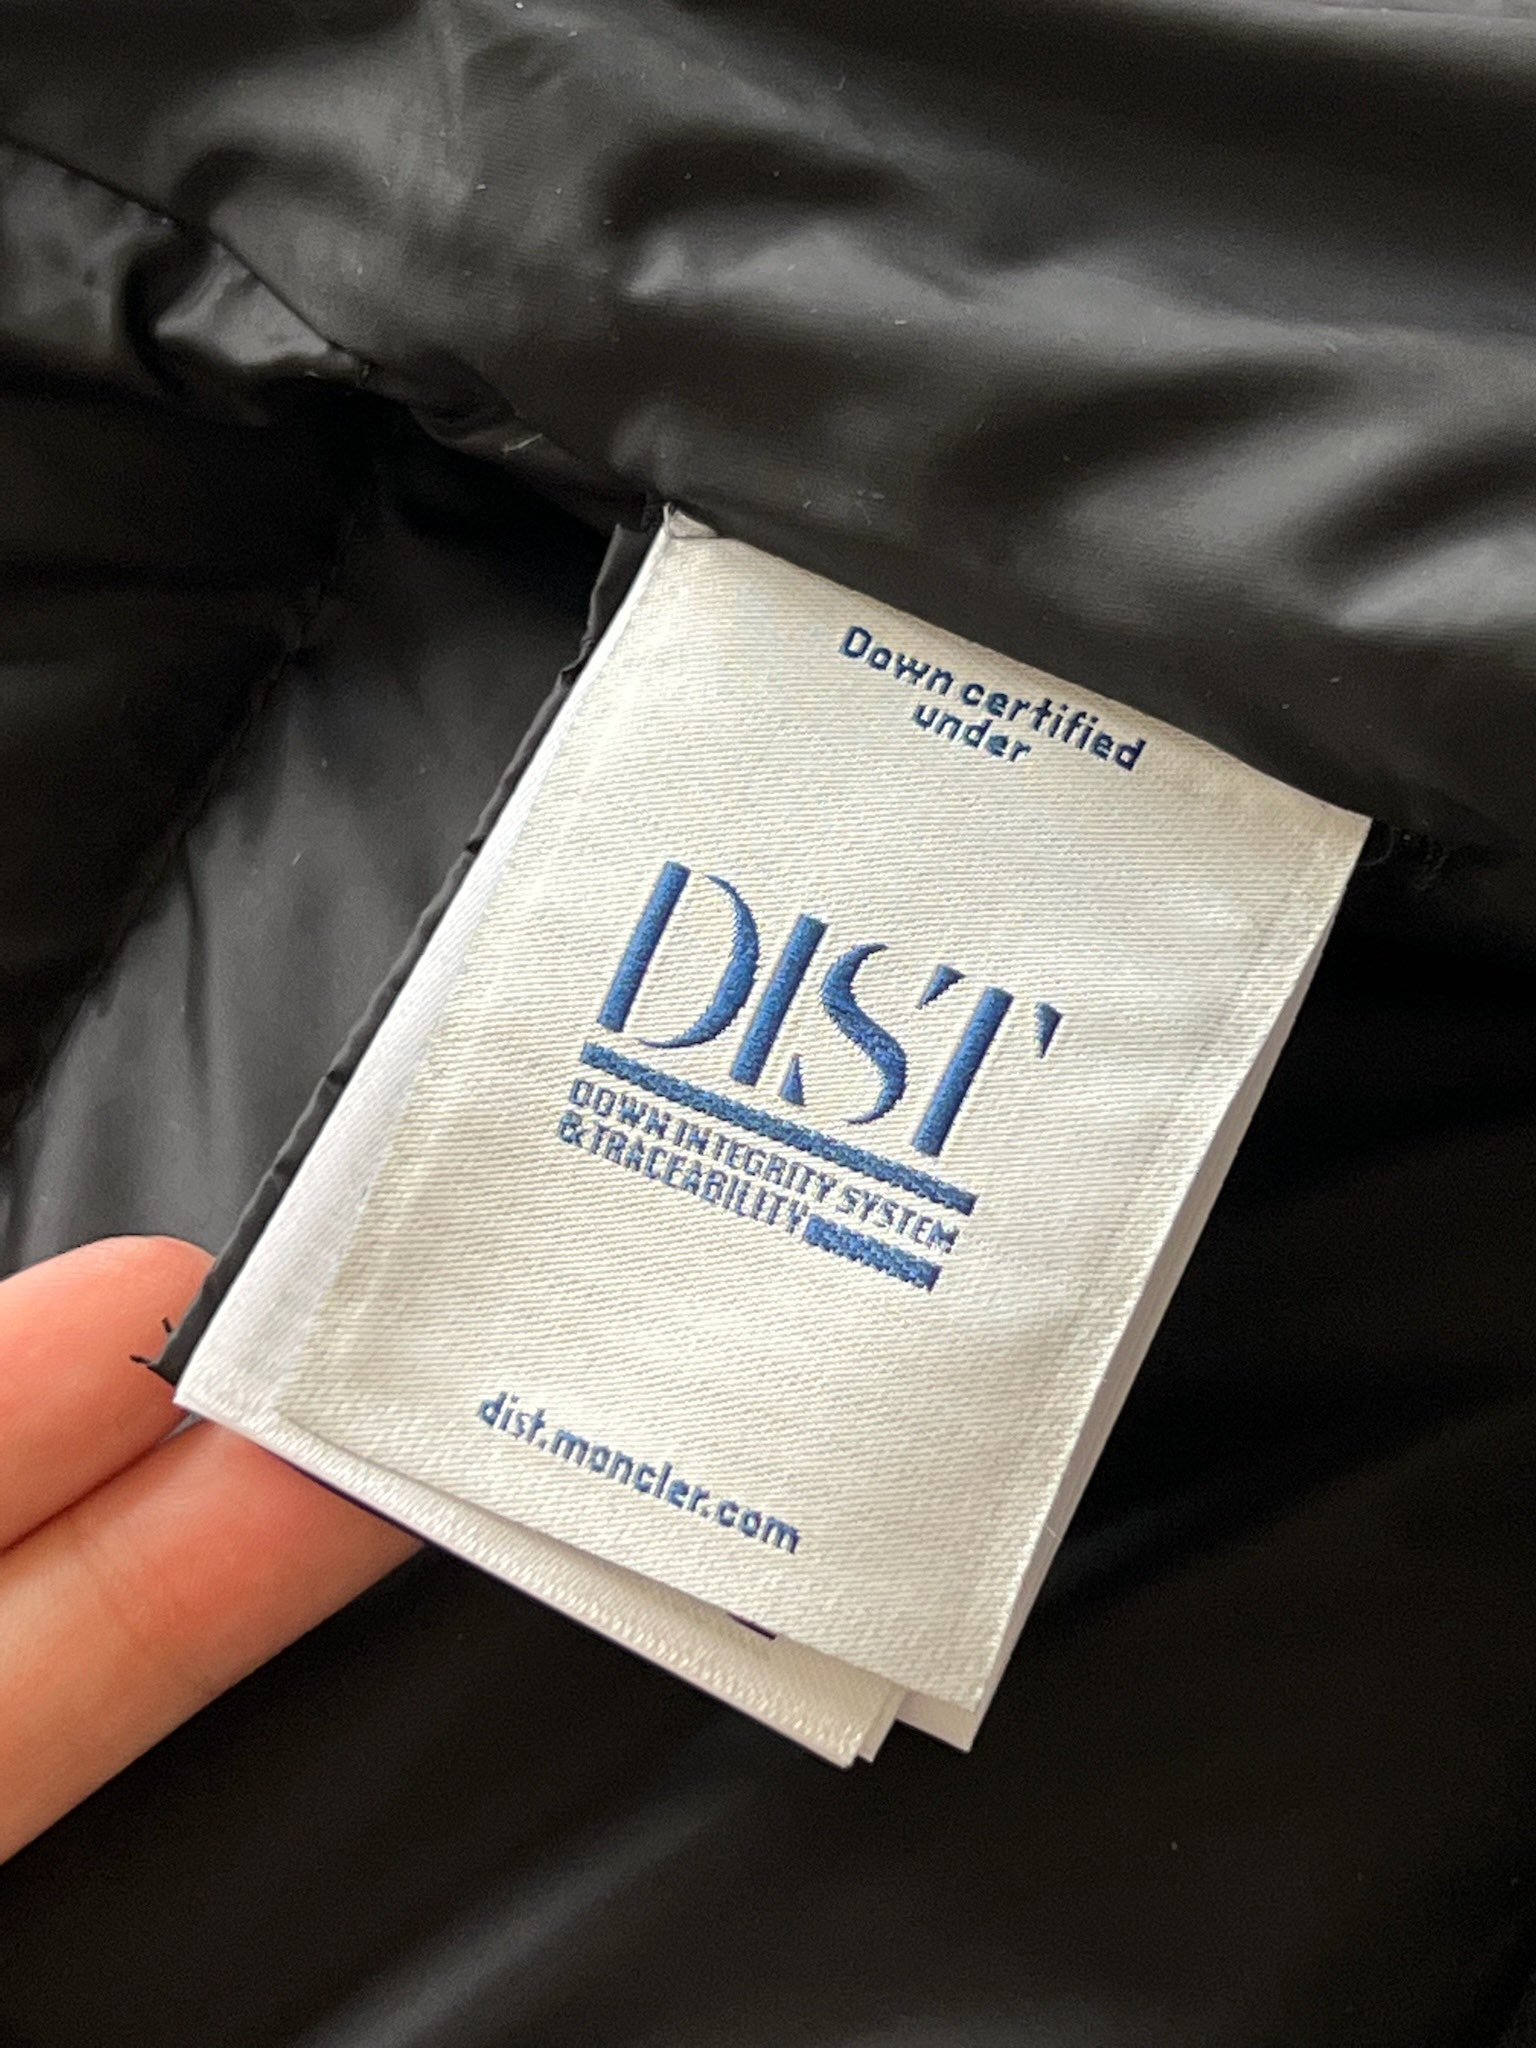 Down certified
under
DIST
DOWN INTEGRITY SYSTEM
& TRACEABILITY
dist.moncler.com